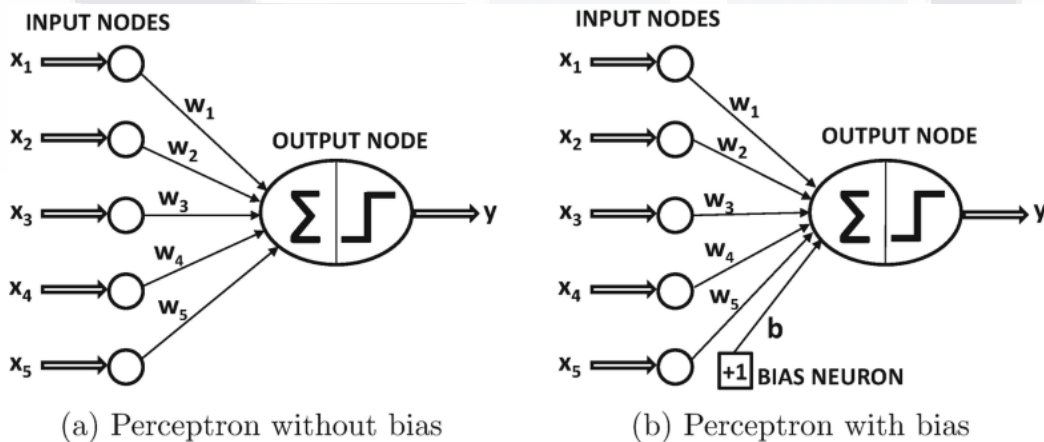 INPUT NODES
x1
x2
x3
x4
x5
w1
w2
w3
w4
w5
OUTPUT NODE
Σ
y
(a) Perceptron without bias
INPUT NODES
x1
x2
x3
x4
x5
w1
w2
w3
w4
w5
b
+1 BIAS NEURON
OUTPUT NODE
Σ
y
(b) Perceptron with bias